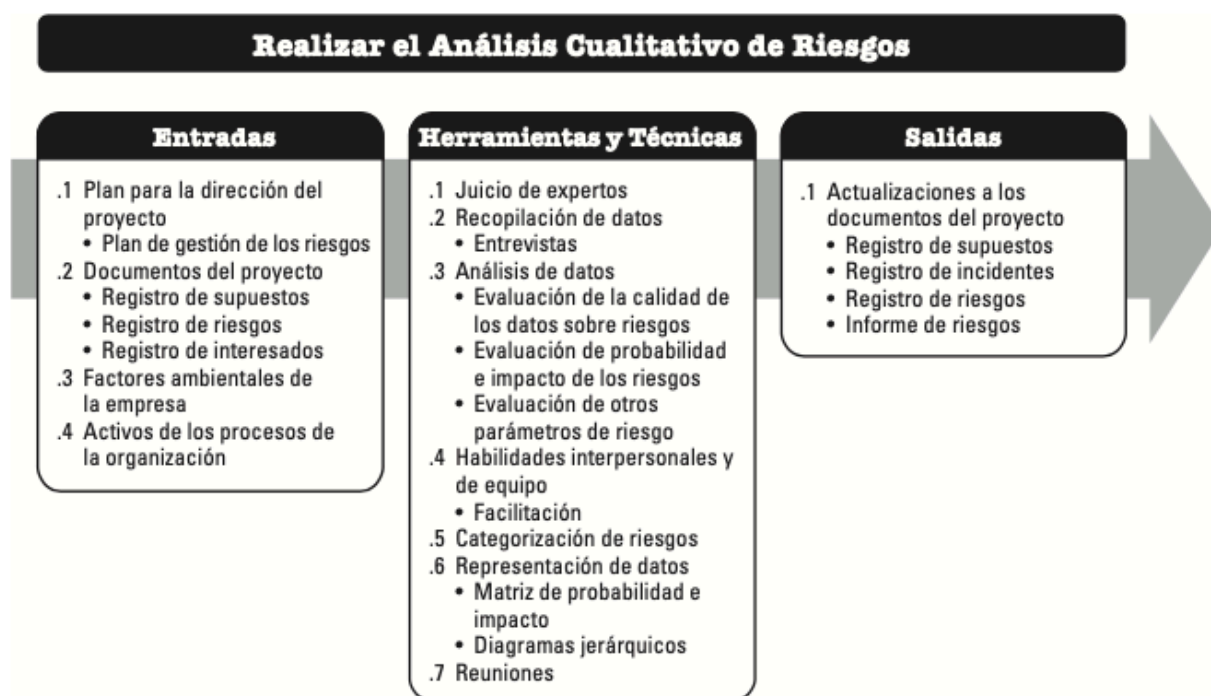 Realizar el Análisis Cualitativo de Riesgos
Entradas
.1 Plan para la dirección del
proyecto
• Plan de gestión de los riesgos
.2 Documentos del proyecto
• Registro de supuestos
• Registro de riesgos
• Registro de interesados
.3 Factores ambientales de
la empresa
.4 Activos de los procesos de
la organización
Herramientas y Técnicas
.1 Juicio de expertos
.2 Recopilación de datos
• Entrevistas
.3 Análisis de datos
• Evaluación de la calidad de
los datos sobre riesgos
• Evaluación de probabilidad
e impacto de los riesgos
• Evaluación de otros
parámetros de riesgo
.4 Habilidades interpersonales y
de equipo
• Facilitación
.5 Categorización de riesgos
.6 Representación de datos
• Matriz de probabilidad e
impacto
• Diagramas jerárquicos
.7 Reuniones
Salidas
.1 Actualizaciones a los
documentos del proyecto
• Registro de supuestos
• Registro de incidentes
• Registro de riesgos
• Informe de riesgos